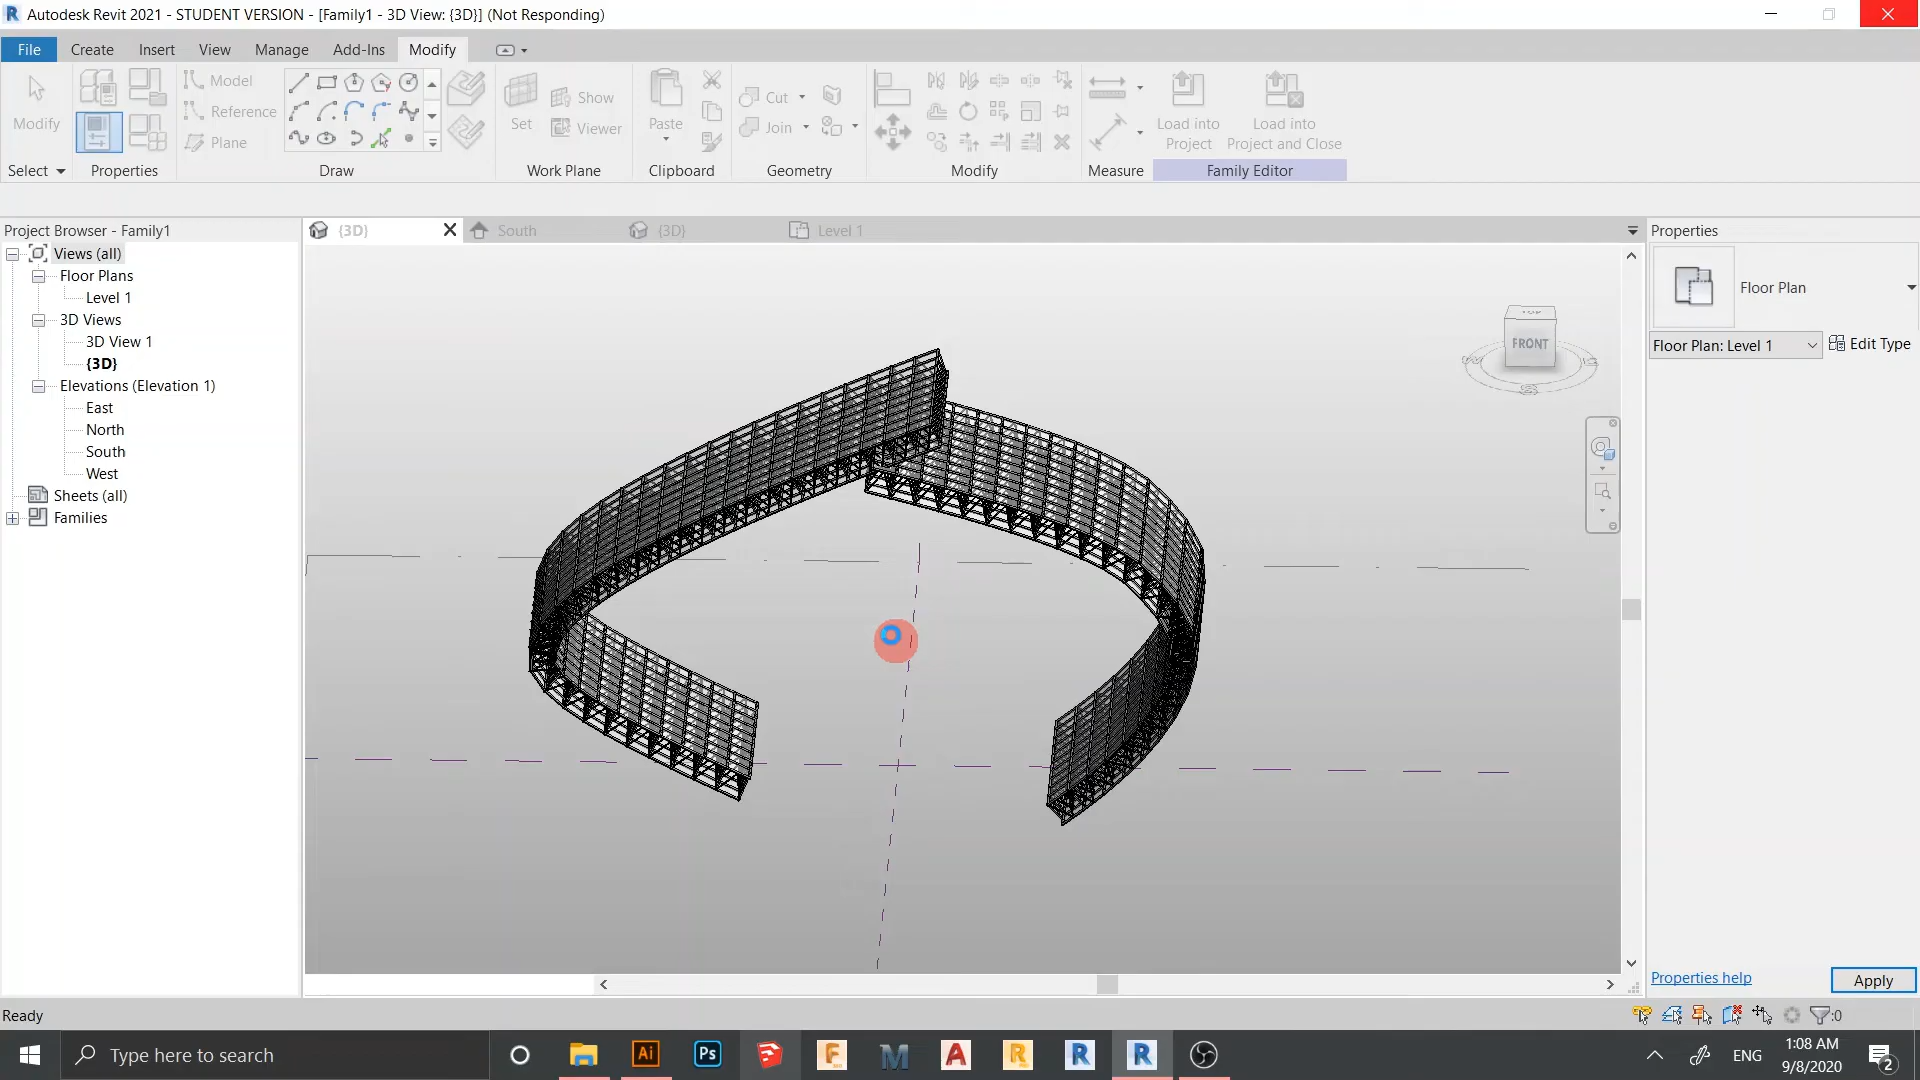 Autodesk Revit 2021 - STUDENT VERSION - [Family1 - 3D View: {3D}] (Not Responding)
File Create Insert View Manage Add-Ins Modify
Modify
Model
Reference
Plane
Set
Show
Viewer
Paste
Cut
Join
Load into Project
Load into Project and Close
Select Properties Draw Work Plane Clipboard Geometry Modify Measure Family Editor
Project Browser - Family1
{3D} South {3D} Level 1
Properties
Views (all)
Floor Plans
Level 1
3D Views
3D View 1
{3D}
Elevations (Elevation 1)
East
North
South
West
Sheets (all)
Families
TOP
FRONT
Floor Plan
Floor Plan: Level 1
Edit Type
Properties help
Apply
Ready
:0
Type here to search
Ai
Ps
F
M
A
R
R
R
ENG
1:08 AM
9/8/2020
2